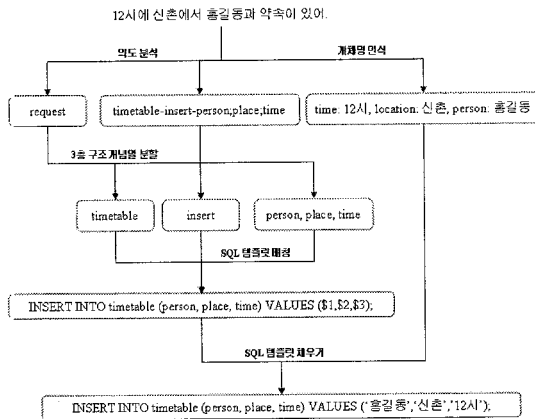 12시에 신촌에서 홍길동과 약속이 있어.
의도 분석
개체명 인식
request
timetable-insert-person;place;time
time: 12시, location: 신촌, person: 홍길동
3층 구조 개념열 분할
timetable
insert
person, place, time
SQL 템플릿 매칭
INSERT INTO timetable (person, place, time) VALUES ($1,$2,$3);
SQL 템플릿 채우기
INSERT INTO timetable (person, place, time) VALUES ('홍길동','신촌','12시');